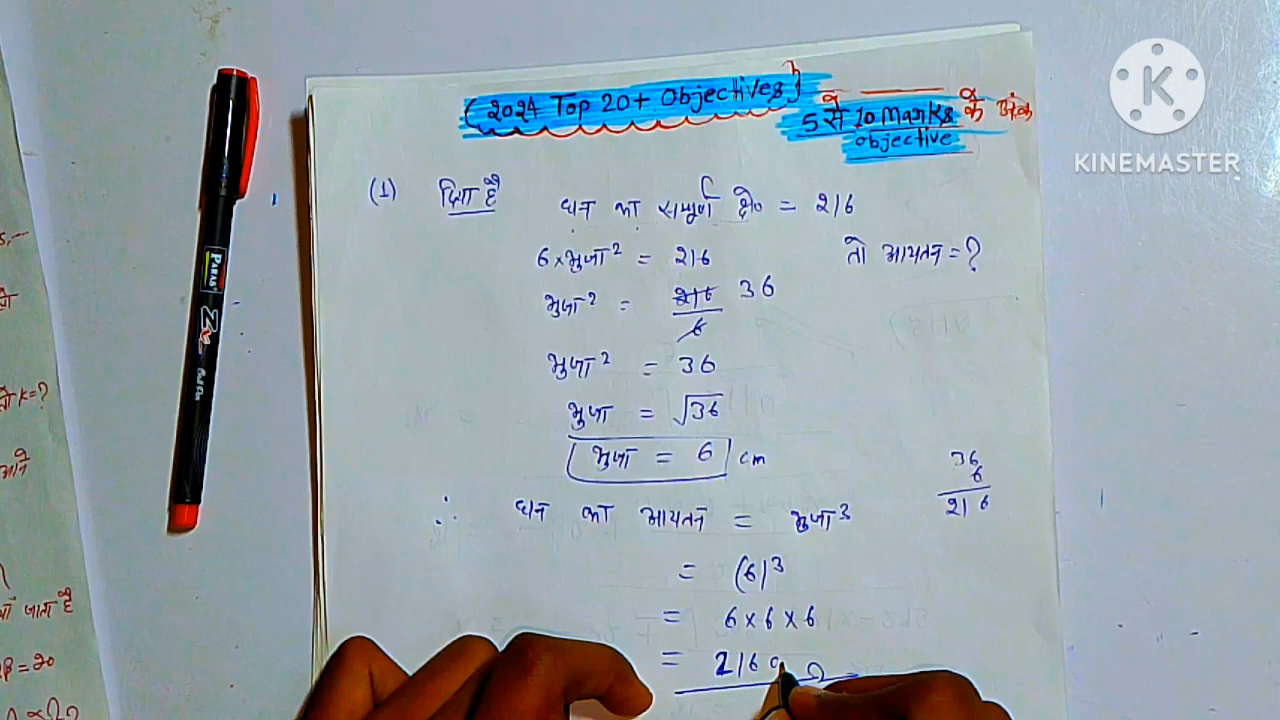 (2024 Top 20+ Objectives)
5 से 10 Marks के अंक
objective
KINEMASTER
(1) दिया है घन का सम्पूर्ण क्षे० = 216
6 × भुजा² = 216 तो आयतन = ?
भुजा² = 216/6 36
भुजा² = 36
भुजा = √36
भुजा = 6 cm
∴ घन का आयतन = भुजा³
= (6)³
= 6 × 6 × 6
= 216
36
6
216
PARAS
तो K = ?
जाता है
= 20